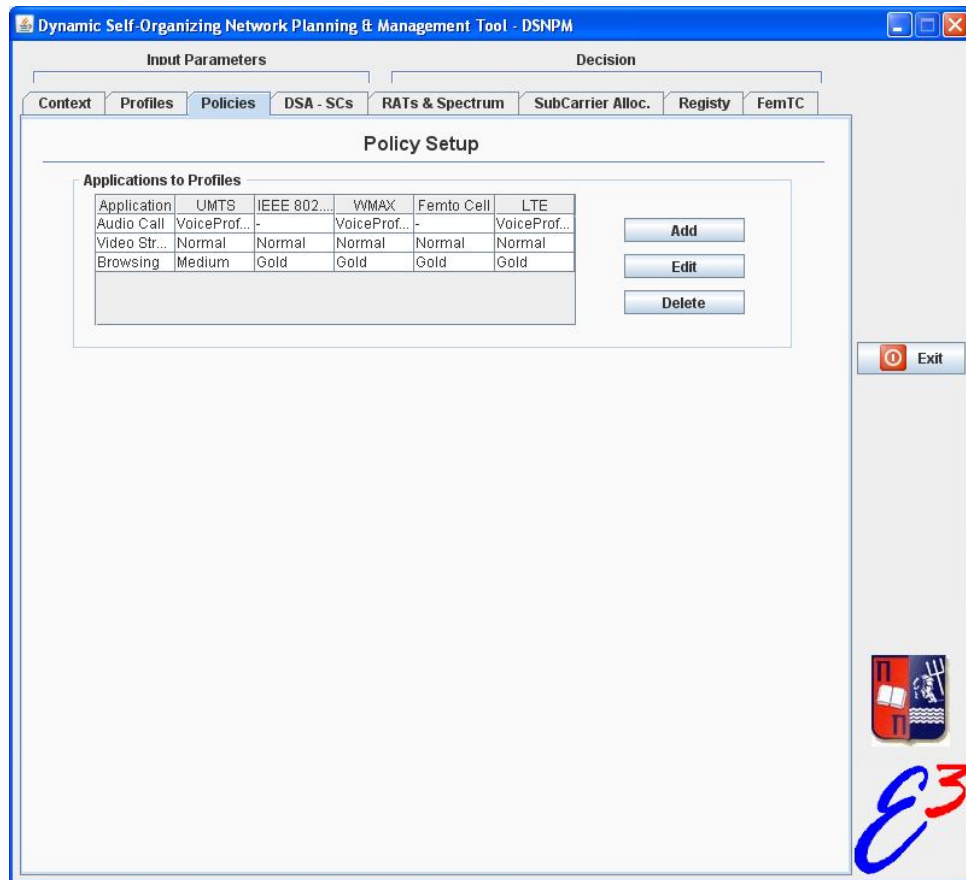 Dynamic Self-Organizing Network Planning & Management Tool - DSNPM
Input Parameters Decision
Context Profiles Policies DSA - SCs RATs & Spectrum SubCarrier Alloc. Registy FemTC
Policy Setup
Applications to Profiles
Application UMTS IEEE 802.... WMAX Femto Cell LTE
Audio Call VoiceProf... - VoiceProf... - VoiceProf...
Video Str... Normal Normal Normal Normal Normal
Browsing Medium Gold Gold Gold Gold
Add
Edit
Delete
Exit
Π
Π
E3